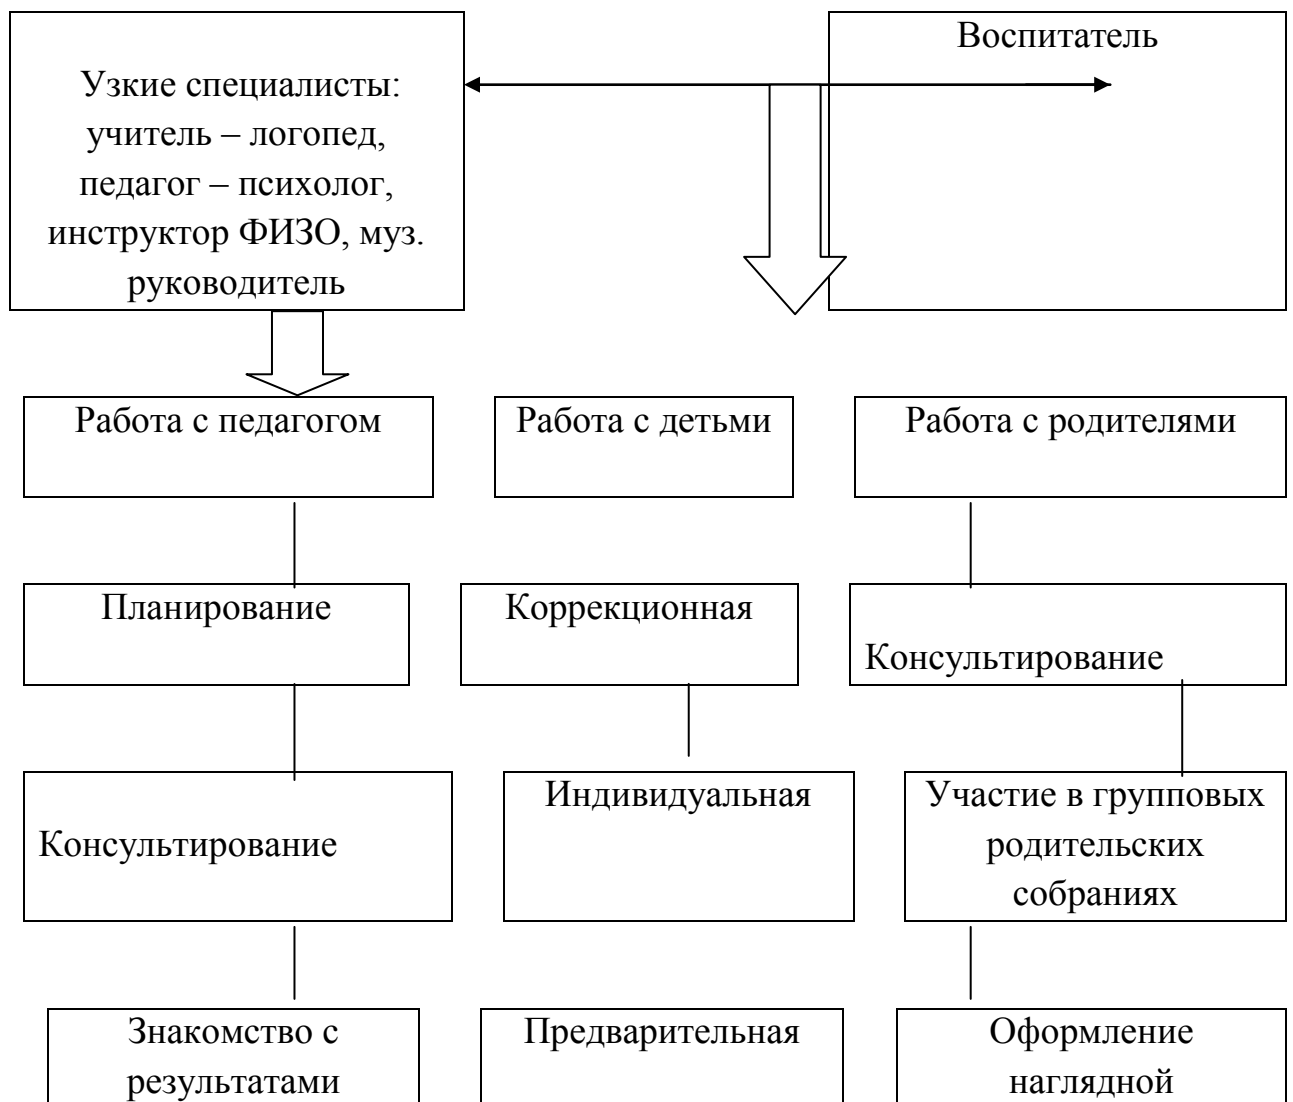 Узкие специалисты:
учитель – логопед,
педагог – психолог,
инструктор ФИЗО, муз.
руководитель
Воспитатель
Работа с педагогом
Работа с детьми
Работа с родителями
Планирование
Коррекционная
Консультирование
Консультирование
Индивидуальная
Участие в групповых
родительских
собраниях
Знакомство с
результатами
Предварительная
Оформление
наглядной